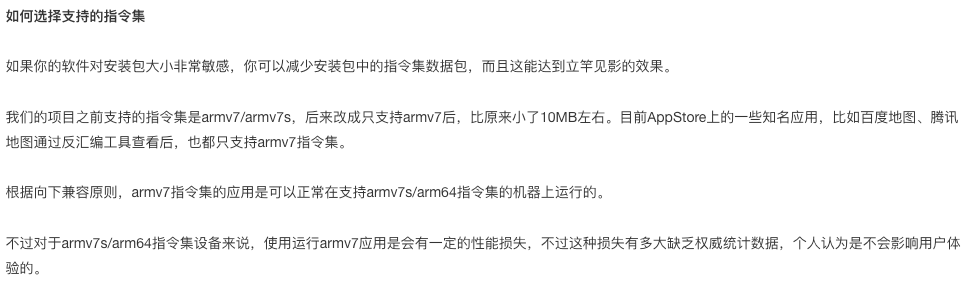 如何选择支持的指令集
如果你的软件对安装包大小非常敏感，你可以减少安装包中的指令集数据包，而且这能达到立竿见影的效果。
我们的项目之前支持的指令集是armv7/armv7s，后来改成只支持armv7后，比原来小了10MB左右。目前AppStore上的一些知名应用，比如百度地图、腾讯
地图通过反汇编工具查看后，也都只支持armv7指令集。
根据向下兼容原则，armv7指令集的应用是可以正常在支持armv7s/arm64指令集的机器上运行的。
不过对于armv7s/arm64指令集设备来说，使用运行armv7应用是会有一定的性能损失，不过这种损失有多大缺乏权威统计数据，个人认为是不会影响用户体
验的。